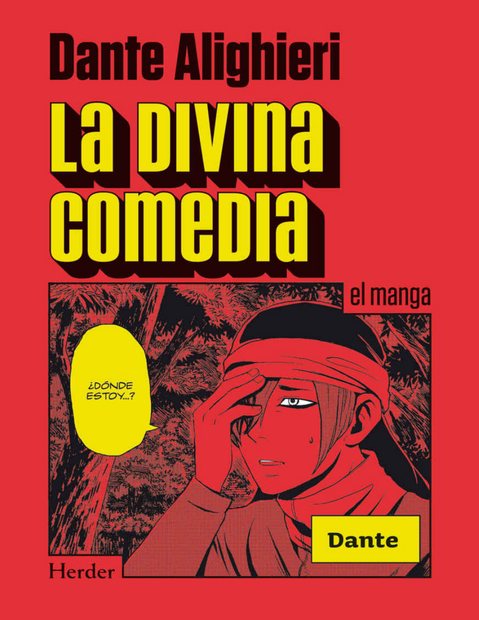 Dante Alighieri
La DIVINA
COMEDIA
el manga
¿DÓNDE
ESTOY...?
Dante
Herder